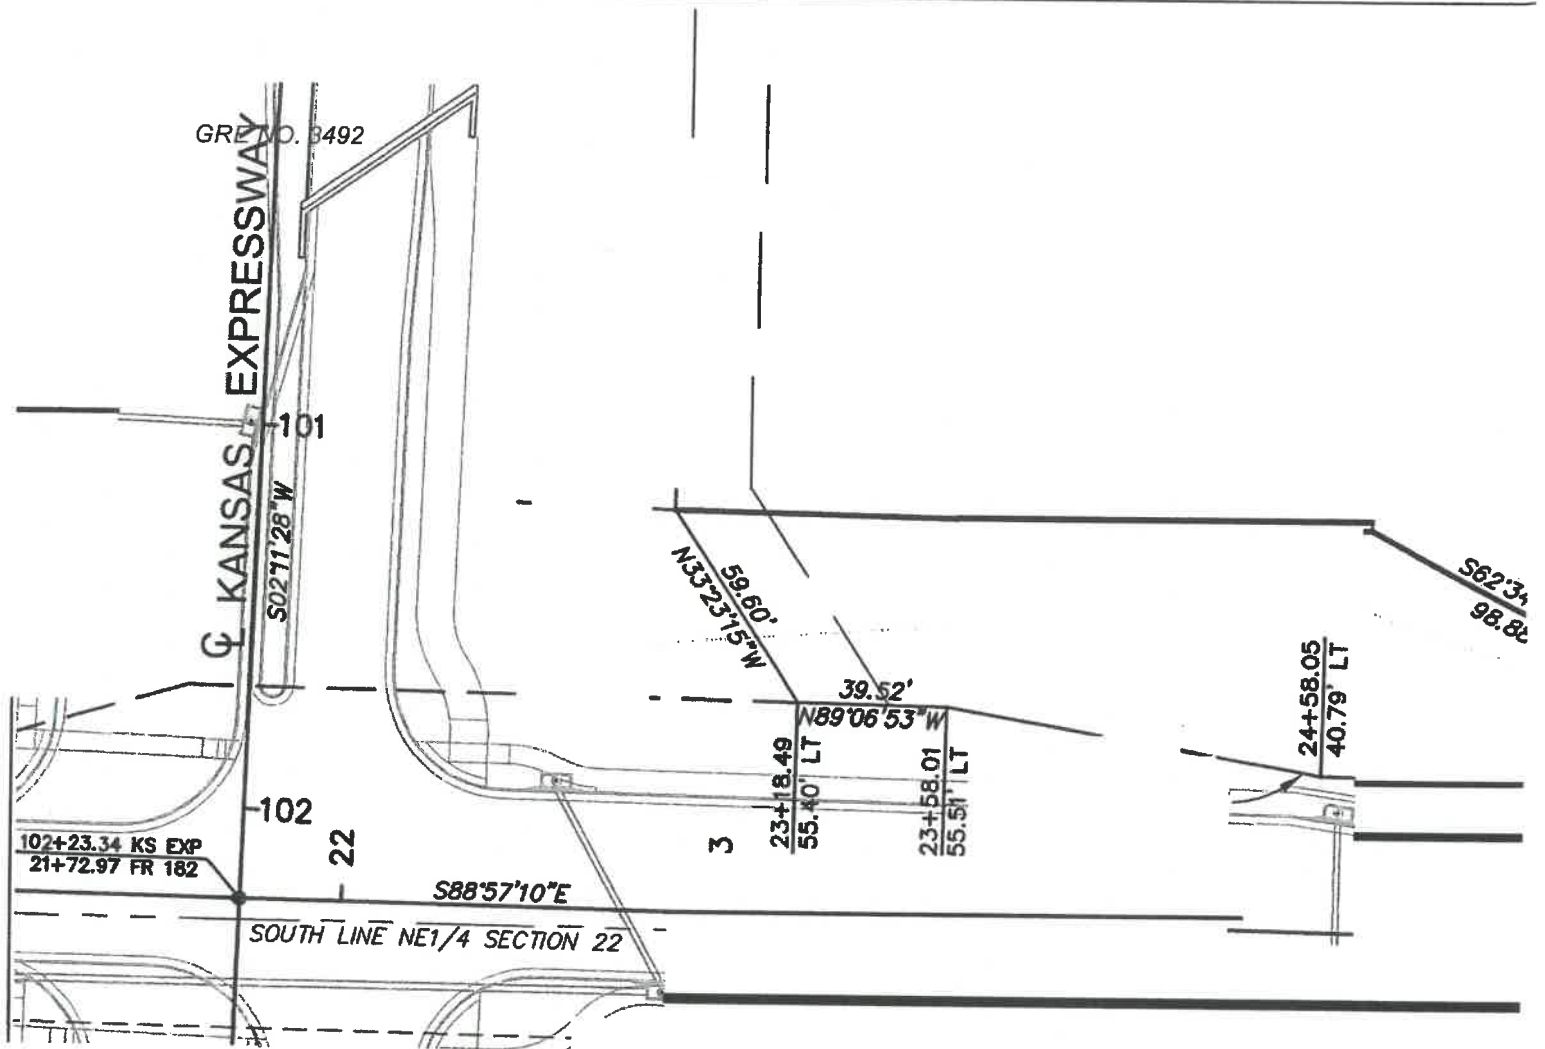 GRE NO. 3492
℄ KANSAS EXPRESSWAY
101
S02°11'28"W
102
102+23.34 KS EXP
21+72.97 FR 182
22
S88°57'10"E
SOUTH LINE NE1/4 SECTION 22
59.60'
N33°23'15"W
39.52'
N89°06'53"W
23+18.49
55.40' LT
23+58.01
55.51' LT
3
24+58.05
40.79' LT
S62°34
98.88